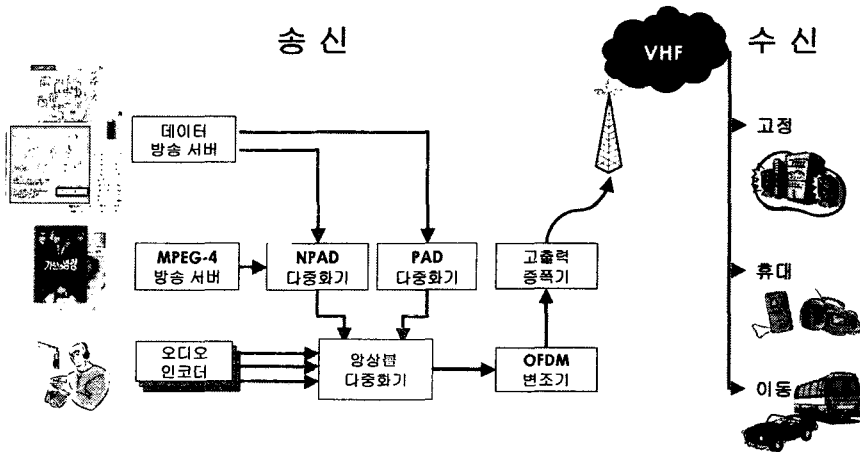 송 신
VHF
수 신
데이터
방송 서버
고정
MPEG-4
방송 서버
NPAD
다중화기
PAD
다중화기
고출력
증폭기
휴대
오디오
인코더
앙상블
다중화기
OFDM
변조기
이동